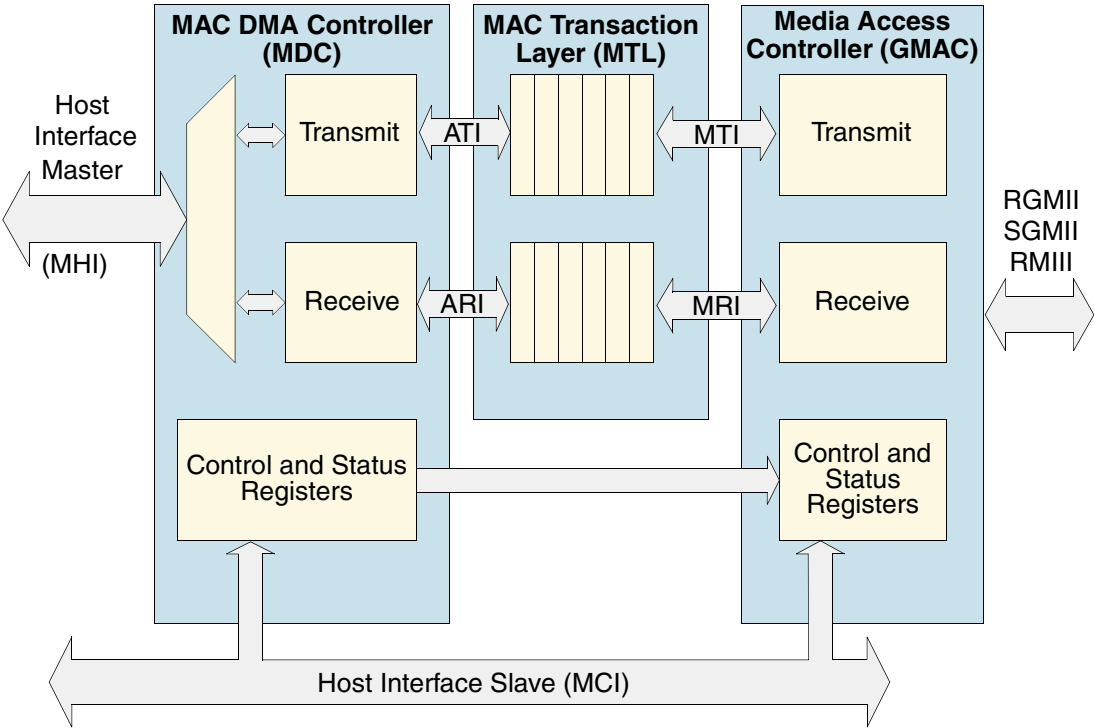 MAC DMA Controller
(MDC)
MAC Transaction
Layer (MTL)
Media Access
Controller (GMAC)
Host
Interface
Master
(MHI)
Transmit
ATI
MTI
Transmit
Receive
ARI
MRI
Receive
RGMII
SGMII
RMIII
Control and Status
Registers
Control and
Status
Registers
Host Interface Slave (MCI)